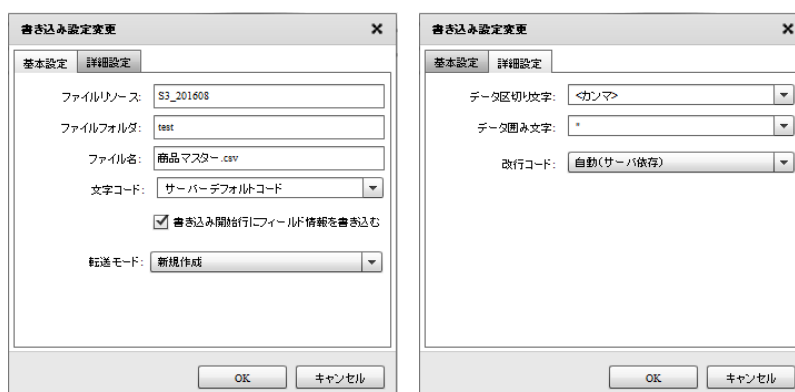 書き込み設定変更 ×
基本設定 詳細設定
ファイルリソース: S3_201608
ファイルフォルダ: test
ファイル名: 商品マスター.csv
文字コード: サーバーデフォルトコード
書き込み開始行にフィールド情報を書き込む
転送モード: 新規作成
OK キャンセル
書き込み設定変更 ×
基本設定 詳細設定
データ区切り文字: <カンマ>
データ囲み文字: "
改行コード: 自動(サーバ依存)
OK キャンセル